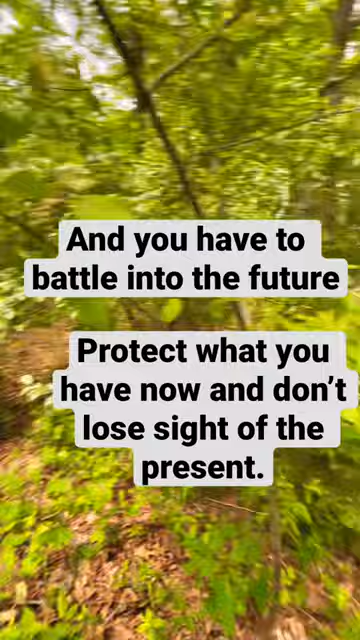 And you have to
battle into the future
Protect what you
have now and don’t
lose sight of the
present.